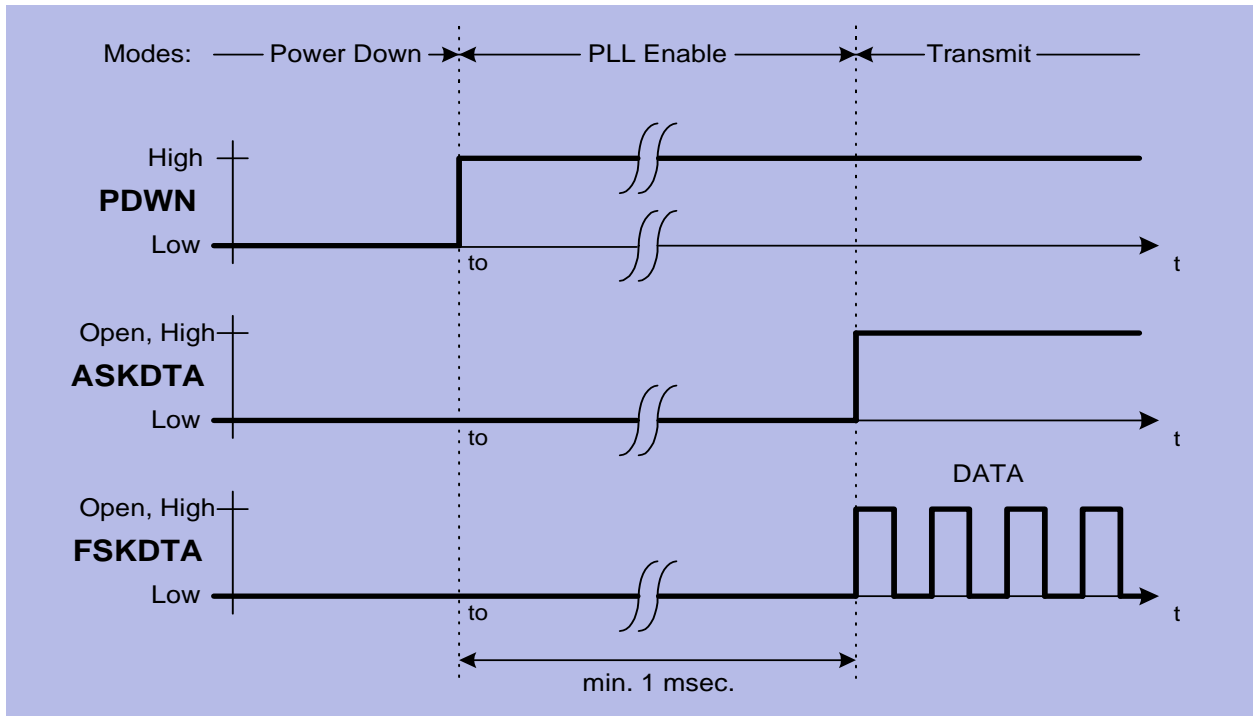 Modes: Power Down PLL Enable Transmit
High
PDWN
Low
to
t
Open, High
ASKDTA
Low
to
t
DATA
Open, High
FSKDTA
Low
to
t
min. 1 msec.